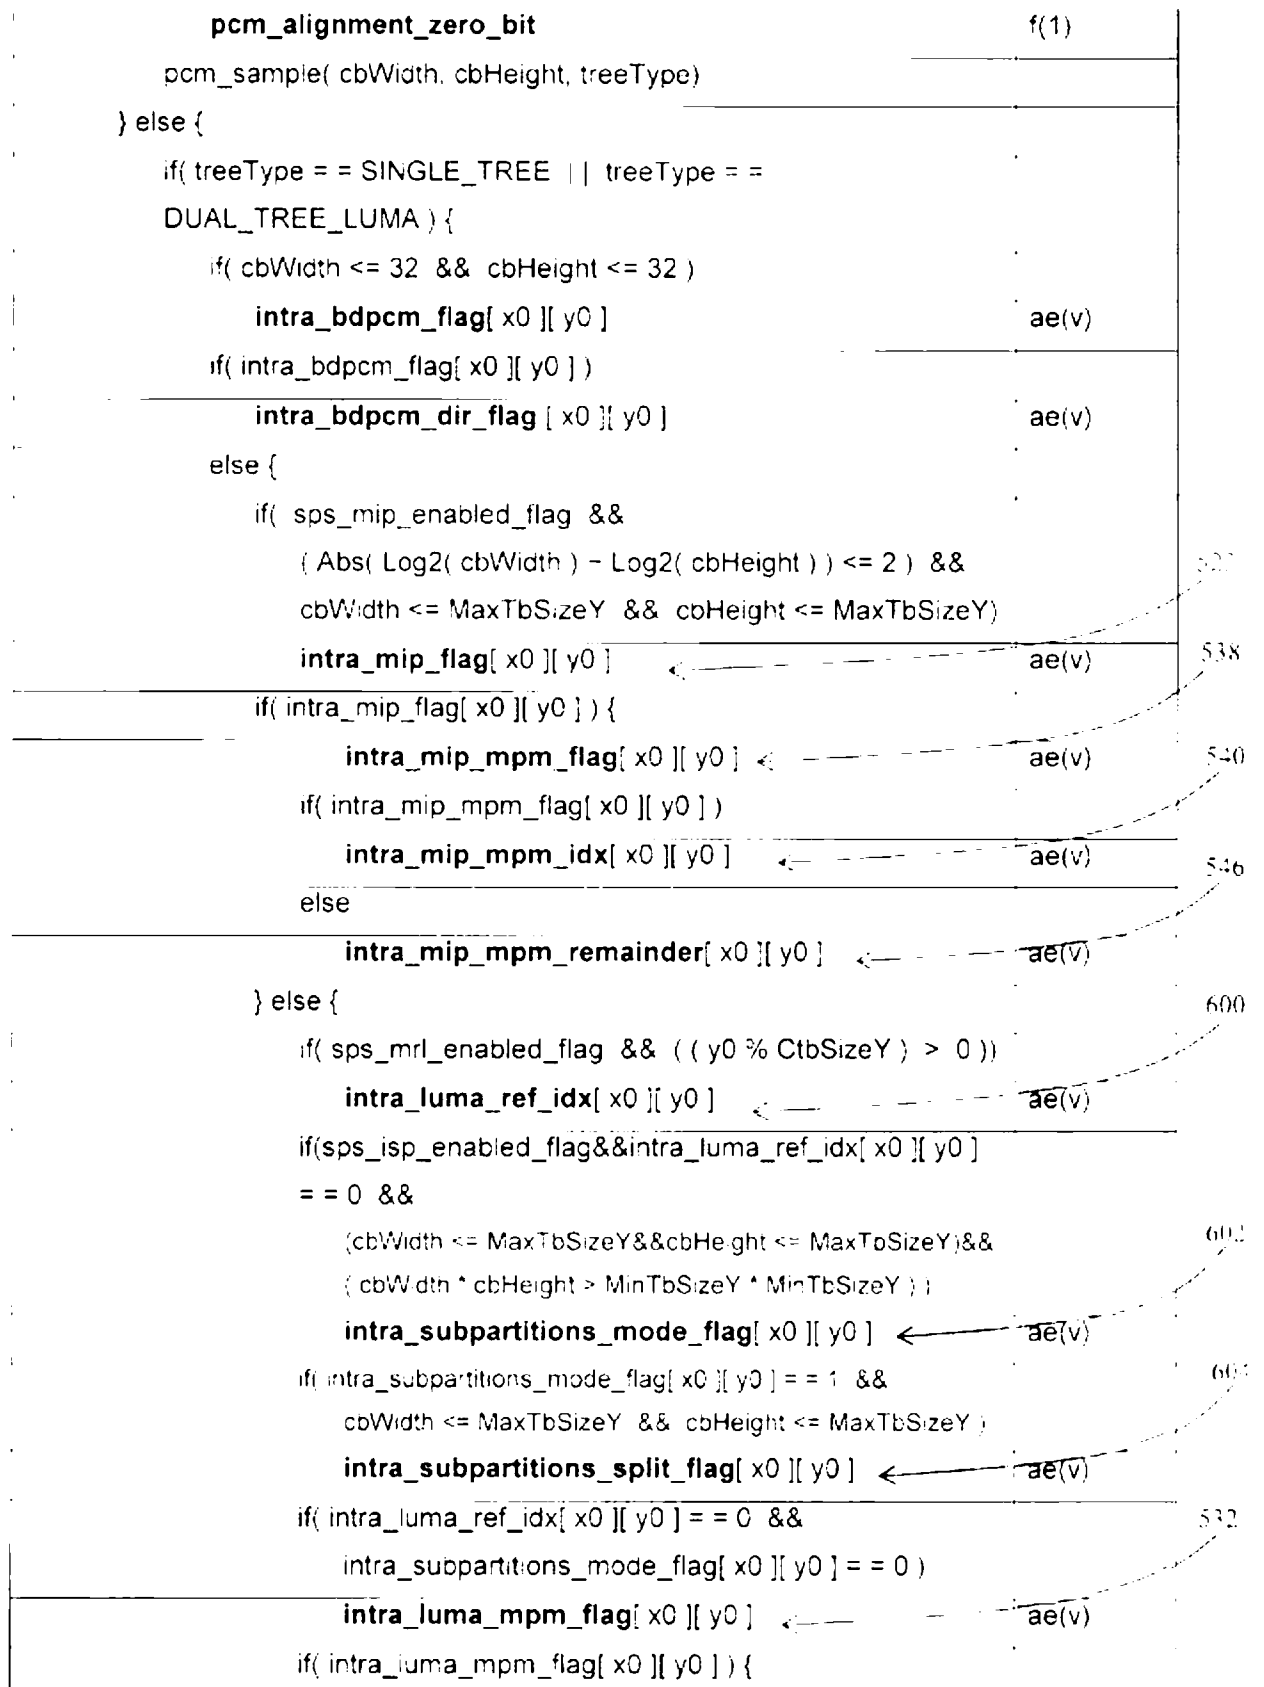 pcm_alignment_zero_bit f(1)
pcm_sample( cbWidth, cbHeight, treeType)
} else {
if( treeType = = SINGLE_TREE | | treeType = =
DUAL_TREE_LUMA ) {
if( cbWidth <= 32 && cbHeight <= 32 )
intra_bdpcm_flag[ x0 ][ y0 ] ae(v)
if( intra_bdpcm_flag[ x0 ][ y0 ] )
intra_bdpcm_dir_flag [ x0 ][ y0 ] ae(v)
else {
if( sps_mip_enabled_flag &&
( Abs( Log2( cbWidth ) − Log2( cbHeight ) ) <= 2 ) &&
cbWidth <= MaxTbSizeY && cbHeight <= MaxTbSizeY)
intra_mip_flag[ x0 ][ y0 ] ae(v)
538
if( intra_mip_flag[ x0 ][ y0 ] ) {
intra_mip_mpm_flag[ x0 ][ y0 ] ae(v)
540
if( intra_mip_mpm_flag[ x0 ][ y0 ] )
intra_mip_mpm_idx[ x0 ][ y0 ] ae(v)
546
else
intra_mip_mpm_remainder[ x0 ][ y0 ] ae(v)
} else {
600
if( sps_mrl_enabled_flag && ( ( y0 % CtbSizeY ) > 0 ))
intra_luma_ref_idx[ x0 ][ y0 ] ae(v)
if(sps_isp_enabled_flag&&intra_luma_ref_idx[ x0 ][ y0 ]
= = 0 &&
(cbWidth <= MaxTbSizeY&&cbHeight <= MaxTbSizeY)&&
602
( cbWidth * cbHeight > MinTbSizeY * MinTbSizeY ) )
intra_subpartitions_mode_flag[ x0 ][ y0 ] ae(v)
if( intra_subpartitions_mode_flag[ x0 ][ y0 ] = = 1 &&
cbWidth <= MaxTbSizeY && cbHeight <= MaxTbSizeY )
intra_subpartitions_split_flag[ x0 ][ y0 ] ae(v)
if( intra_luma_ref_idx[ x0 ][ y0 ] = = 0 &&
532
intra_subpartitions_mode_flag[ x0 ][ y0 ] = = 0 )
intra_luma_mpm_flag[ x0 ][ y0 ] ae(v)
if( intra_luma_mpm_flag[ x0 ][ y0 ] ) {